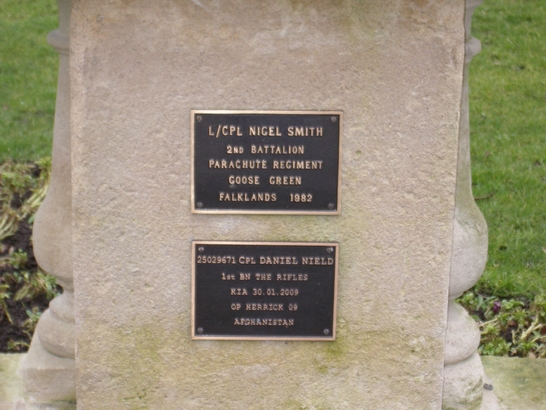 L/CPL NIGEL SMITH
2ND BATTALION
PARACHUTE REGIMENT
GOOSE GREEN
FALKLANDS 1982
25029671 CPL DANIEL NIELD
1st BN THE RIFLES
KIA 30.01.2009
OP HERRICK 09
AFGHANISTAN